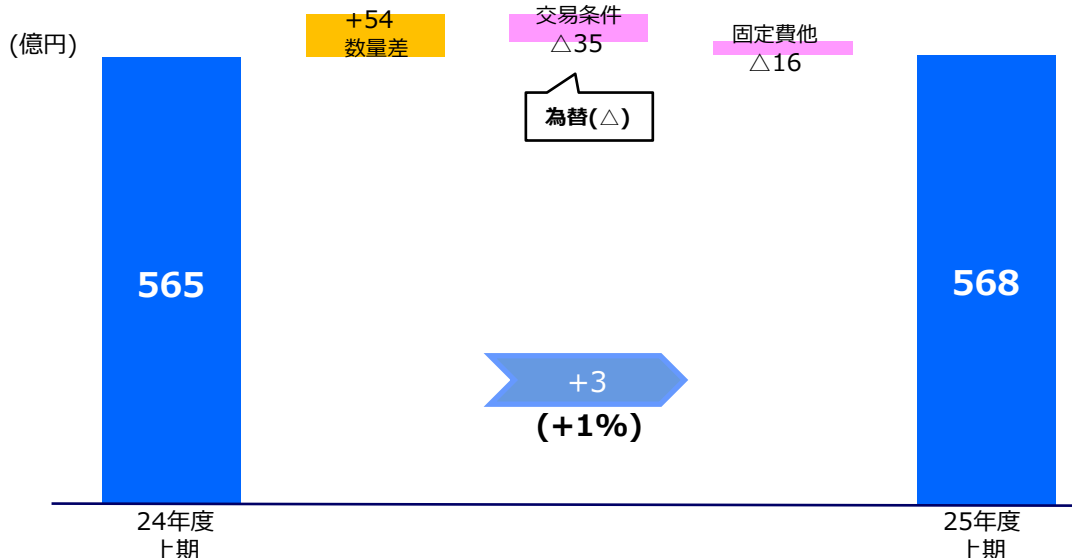 (億円)
+54
数量差
交易条件
△35
固定費他
△16
為替(△)
565
568
+3
(+1%)
24年度
上期
25年度
上期